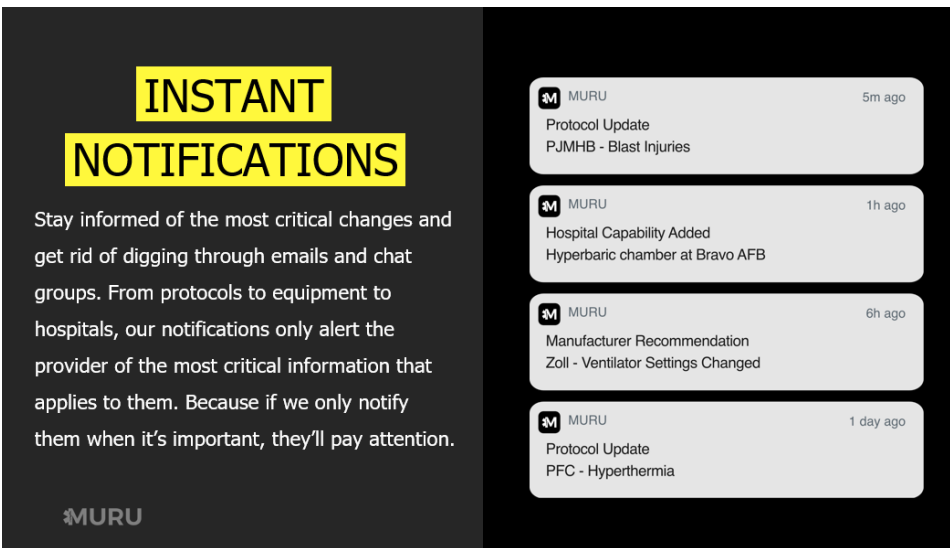 INSTANT
NOTIFICATIONS
Stay informed of the most critical changes and
get rid of digging through emails and chat
groups. From protocols to equipment to
hospitals, our notifications only alert the
provider of the most critical information that
applies to them. Because if we only notify
them when it’s important, they’ll pay attention.
MURU
M MURU 5m ago
Protocol Update
PJMHB - Blast Injuries
M MURU 1h ago
Hospital Capability Added
Hyperbaric chamber at Bravo AFB
M MURU 6h ago
Manufacturer Recommendation
Zoll - Ventilator Settings Changed
M MURU 1 day ago
Protocol Update
PFC - Hyperthermia